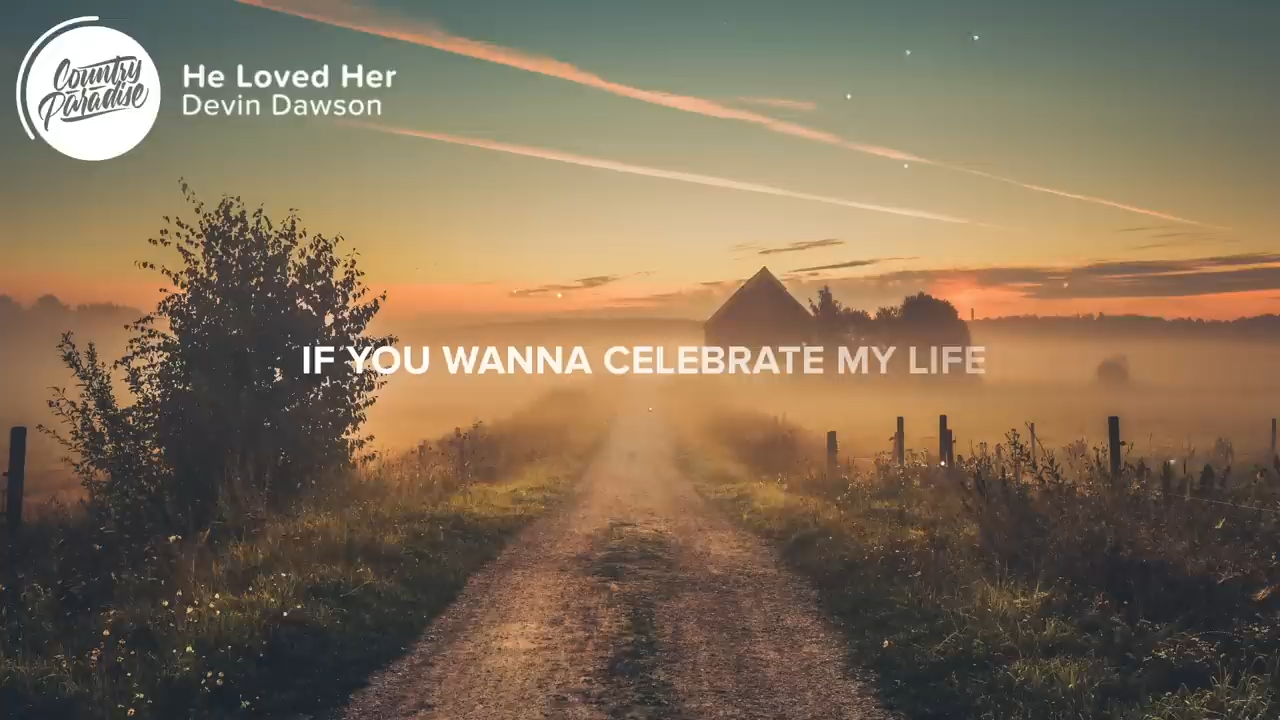 Country
Paradise
He Loved Her
Devin Dawson
IF YOU WANNA CELEBRATE MY LIFE